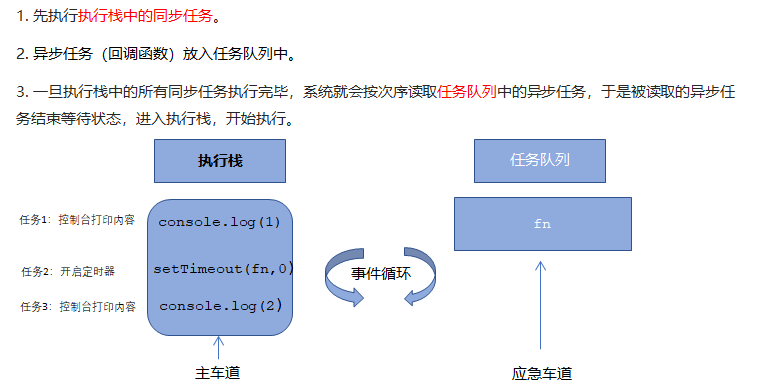 1. 先执行执行栈中的同步任务。
2. 异步任务（回调函数）放入任务队列中。
3. 一旦执行栈中的所有同步任务执行完毕，系统就会按次序读取任务队列中的异步任务，于是被读取的异步任
务结束等待状态，进入执行栈，开始执行。
执行栈
任务队列
任务1：控制台打印内容
console.log(1)
fn
任务2：开启定时器
setTimeout(fn,0)
事件循环
任务3：控制台打印内容
console.log(2)
主车道
应急车道